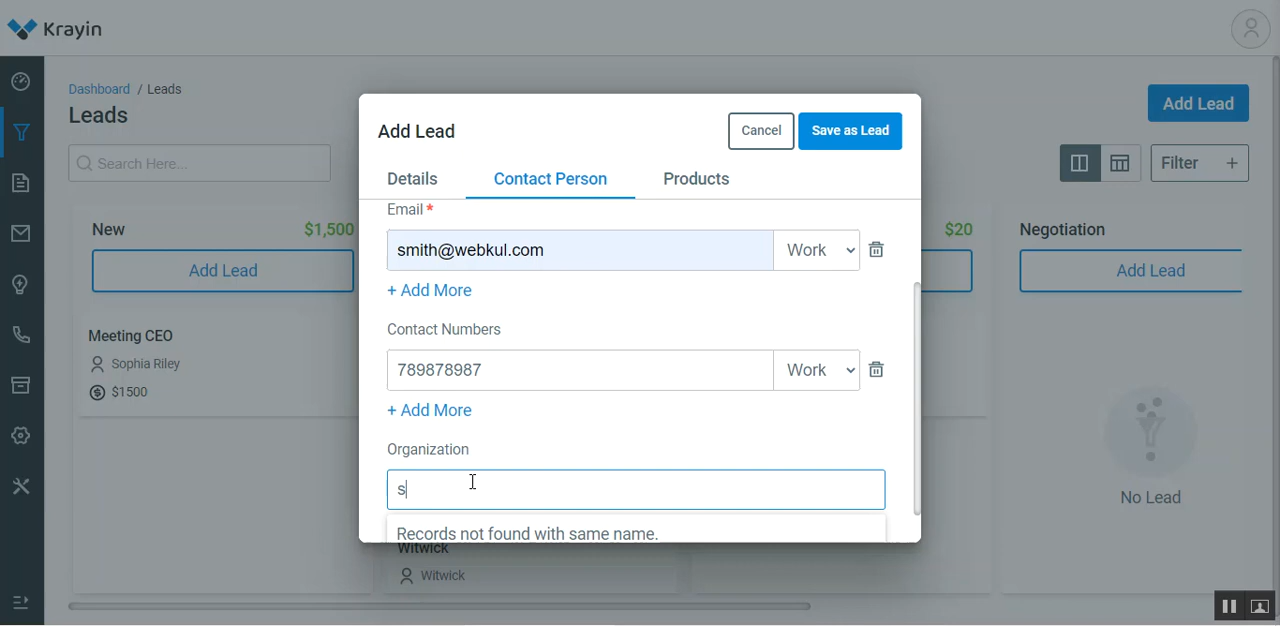 Krayin
Dashboard / Leads
Leads
Add Lead
Search Here...
Filter +
New $1,500
Add Lead
Meeting CEO
Sophia Riley
$1500
Add Lead
Cancel
Save as Lead
Details
Contact Person
Products
Email *
smith@webkul.com
Work
+ Add More
Contact Numbers
789878987
Work
+ Add More
Organization
s
Records not found with same name.
Witwick
Witwick
$20
Negotiation
Add Lead
No Lead